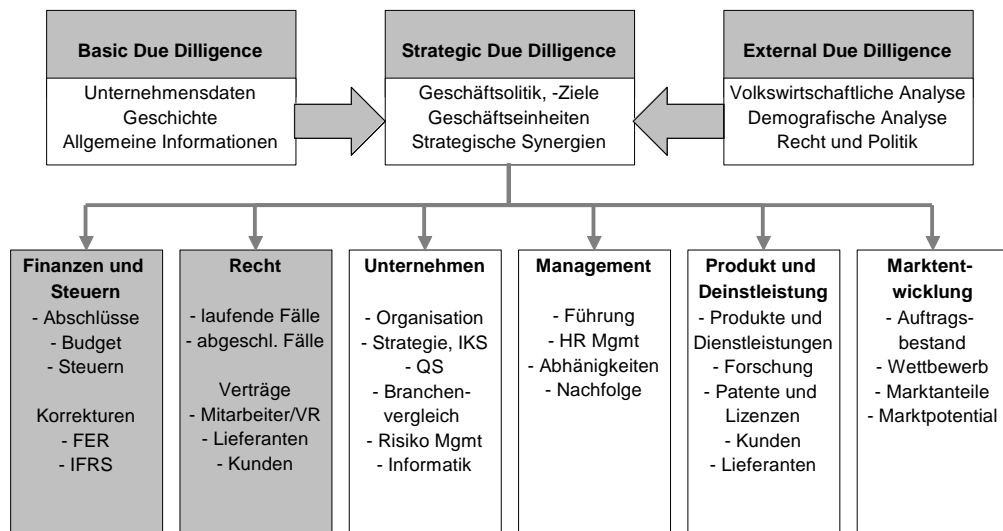 Basic Due Dilligence
Unternehmensdaten
Geschichte
Allgemeine Informationen
Strategic Due Dilligence
Geschäftsolitik, -Ziele
Geschäftseinheiten
Strategische Synergien
External Due Dilligence
Volkswirtschaftliche Analyse
Demografische Analyse
Recht und Politik
Finanzen und
Steuern
- Abschlüsse
- Budget
- Steuern
Korrekturen
- FER
- IFRS
Recht
- laufende Fälle
- abgeschl. Fälle
Verträge
- Mitarbeiter/VR
- Lieferanten
- Kunden
Unternehmen
- Organisation
- Strategie, IKS
- QS
- Branchen-
vergleich
- Risiko Mgmt
- Informatik
Management
- Führung
- HR Mgmt
- Abhänigkeiten
- Nachfolge
Produkt und
Deinstleistung
- Produkte und
Dienstleistungen
- Forschung
- Patente und
Lizenzen
- Kunden
- Lieferanten
Marktent-
wicklung
- Auftrags-
bestand
- Wettbewerb
- Marktanteile
- Marktpotential